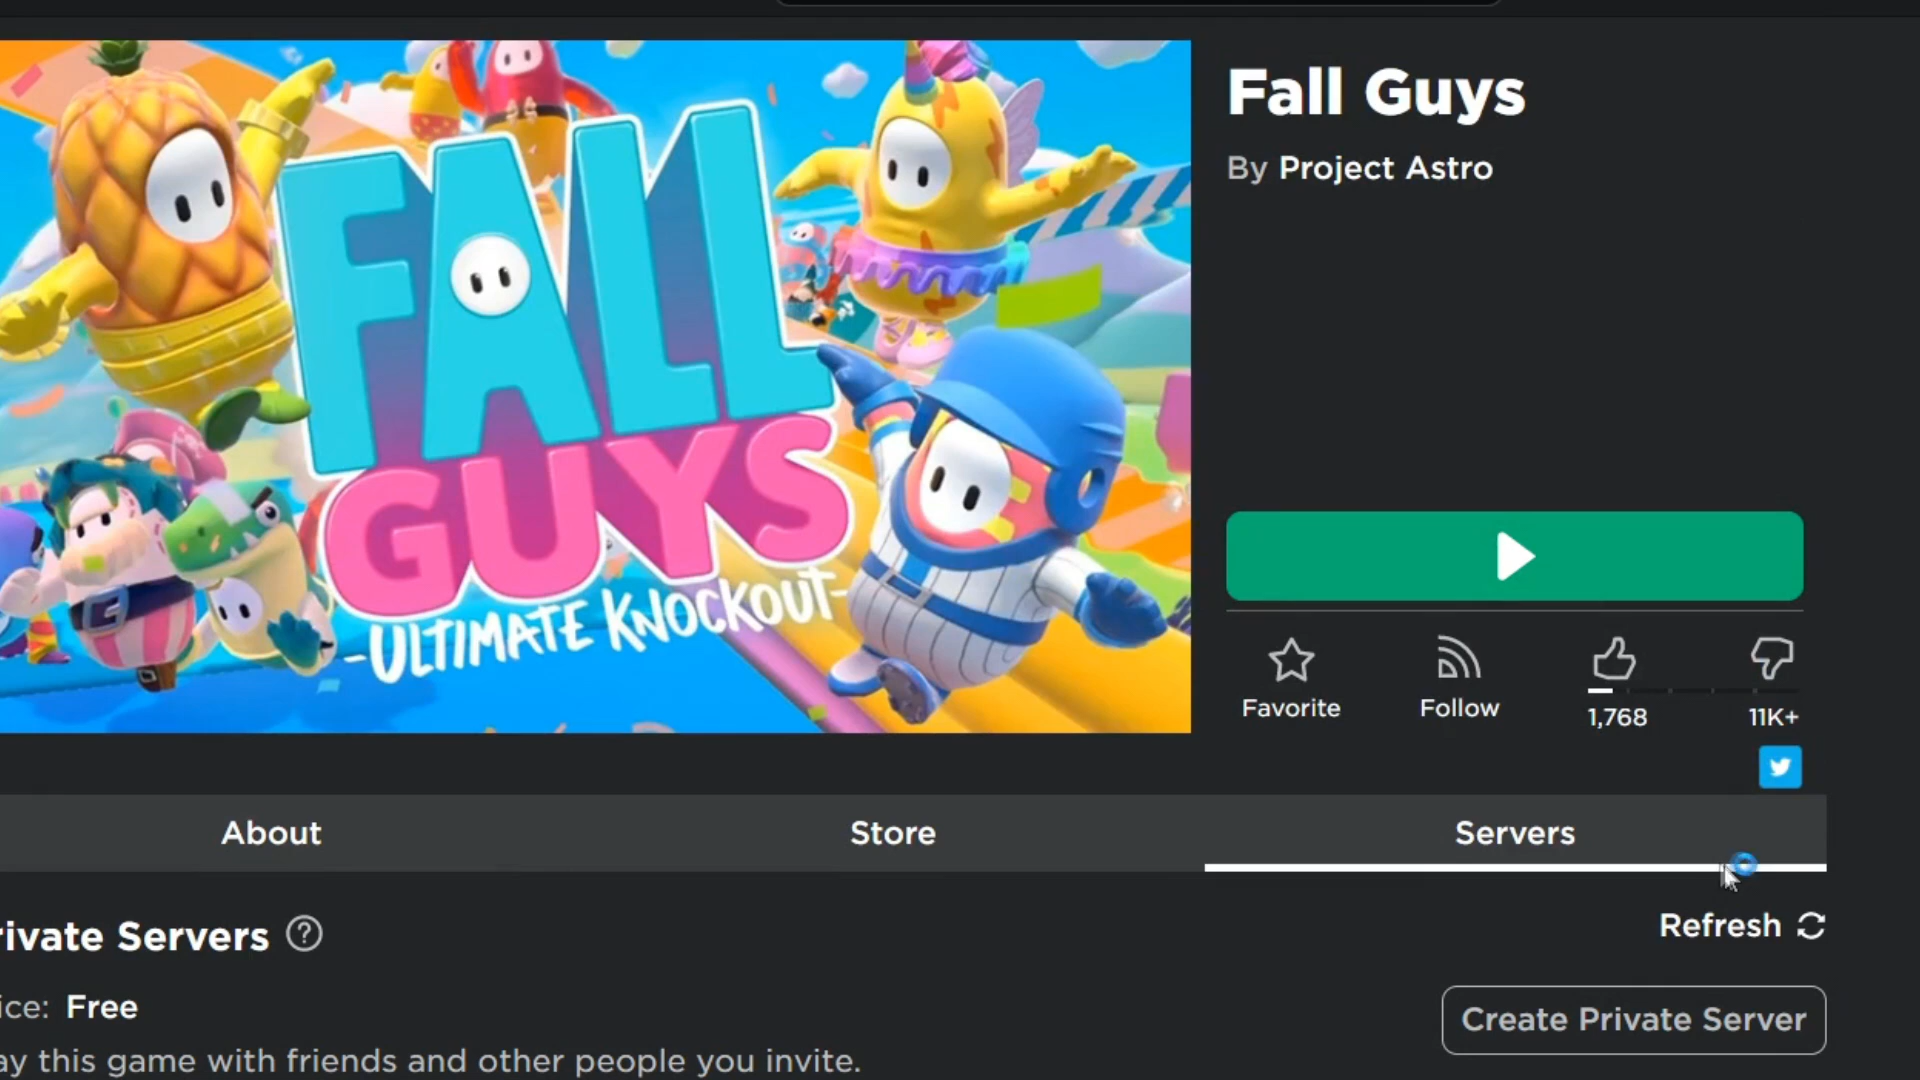 Fall Guys
By Project Astro
FALL
GUYS
-ULTIMATE KNOCKOUT-
Favorite
Follow
1,768
11K+
About
Store
Servers
rivate Servers
Refresh
ice: Free
Create Private Server
ay this game with friends and other people you invite.